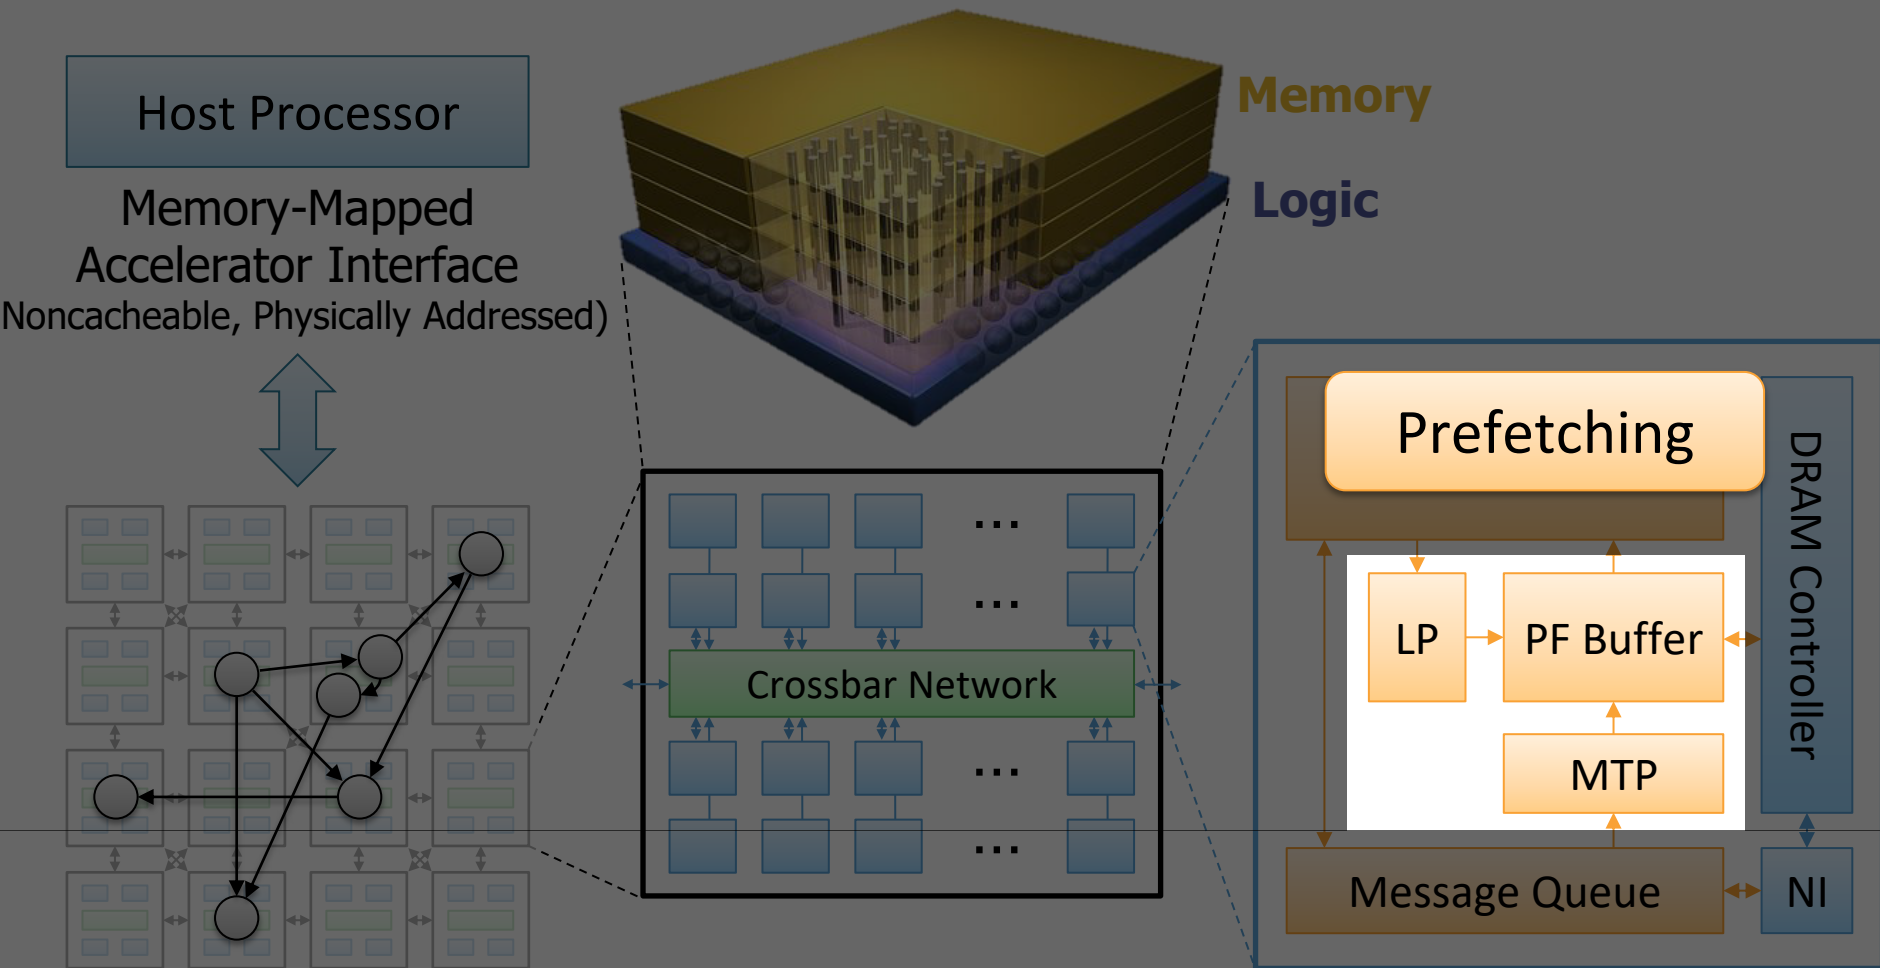 Host Processor
Memory-Mapped
Accelerator Interface
Noncacheable, Physically Addressed)
Memory
Logic
...
...
Crossbar Network
...
...
Prefetching
DRAM Controller
LP
PF Buffer
MTP
Message Queue
NI